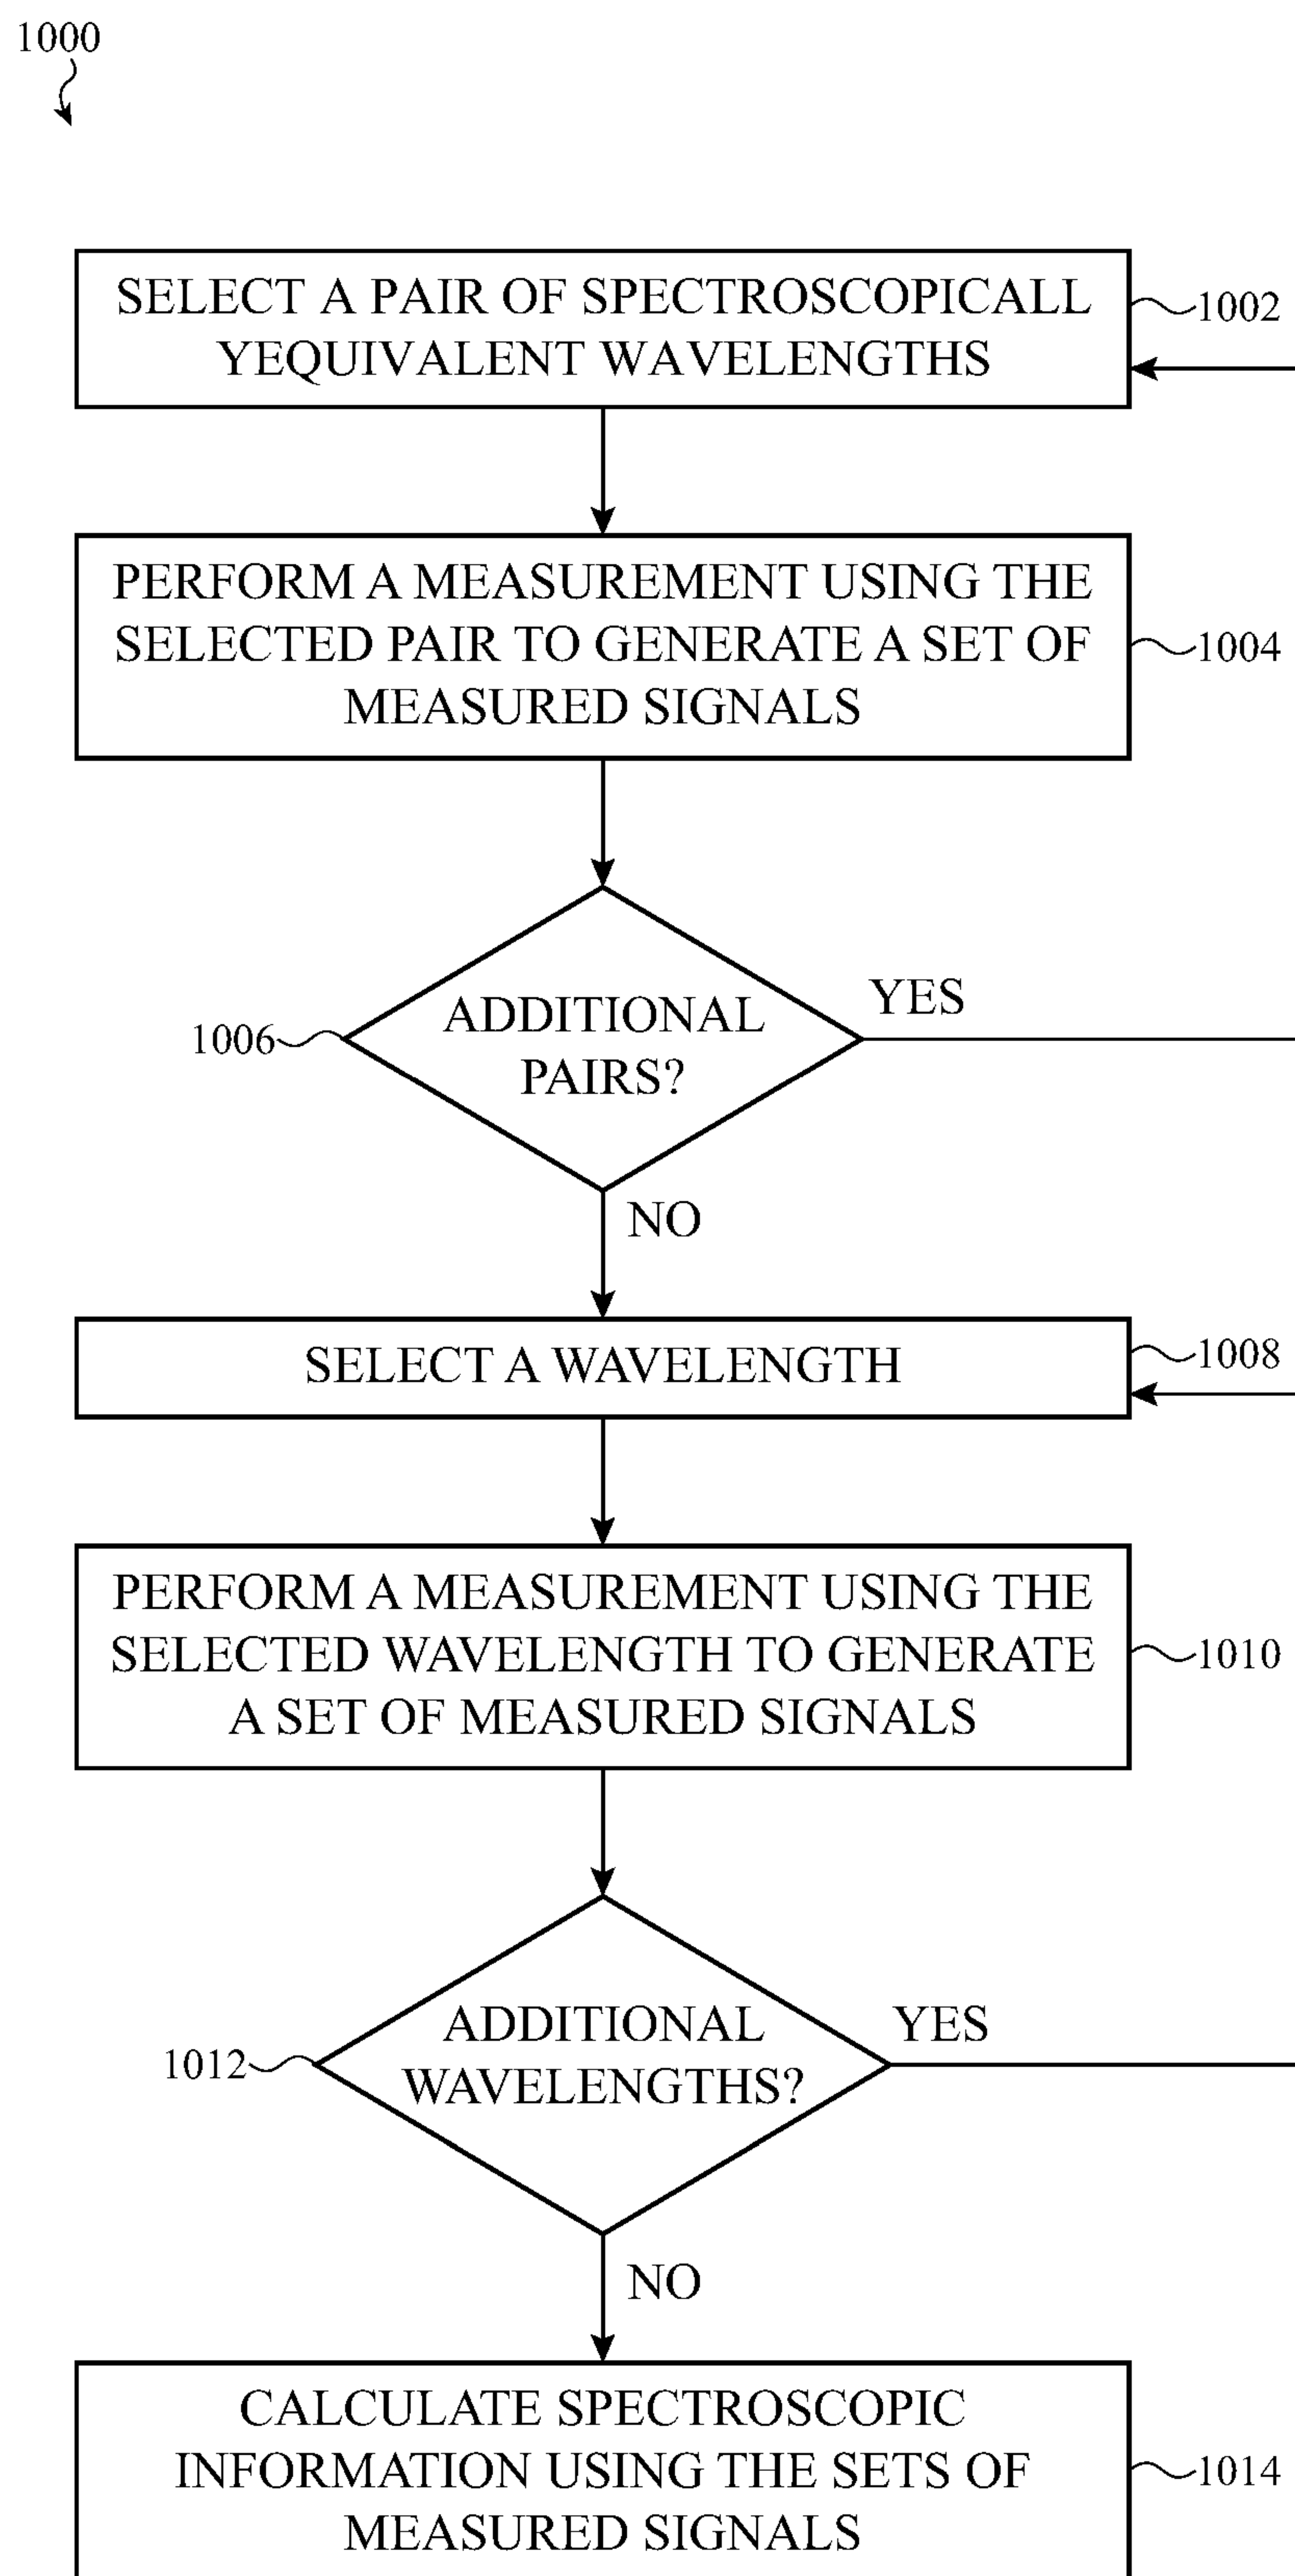 1000
SELECT A PAIR OF SPECTROSCOPICALL
YEQUIVALENT WAVELENGTHS
1002
PERFORM A MEASUREMENT USING THE
SELECTED PAIR TO GENERATE A SET OF
MEASURED SIGNALS
1004
ADDITIONAL
PAIRS?
1006
YES
NO
SELECT A WAVELENGTH
1008
PERFORM A MEASUREMENT USING THE
SELECTED WAVELENGTH TO GENERATE
A SET OF MEASURED SIGNALS
1010
ADDITIONAL
WAVELENGTHS?
1012
YES
NO
CALCULATE SPECTROSCOPIC
INFORMATION USING THE SETS OF
MEASURED SIGNALS
1014